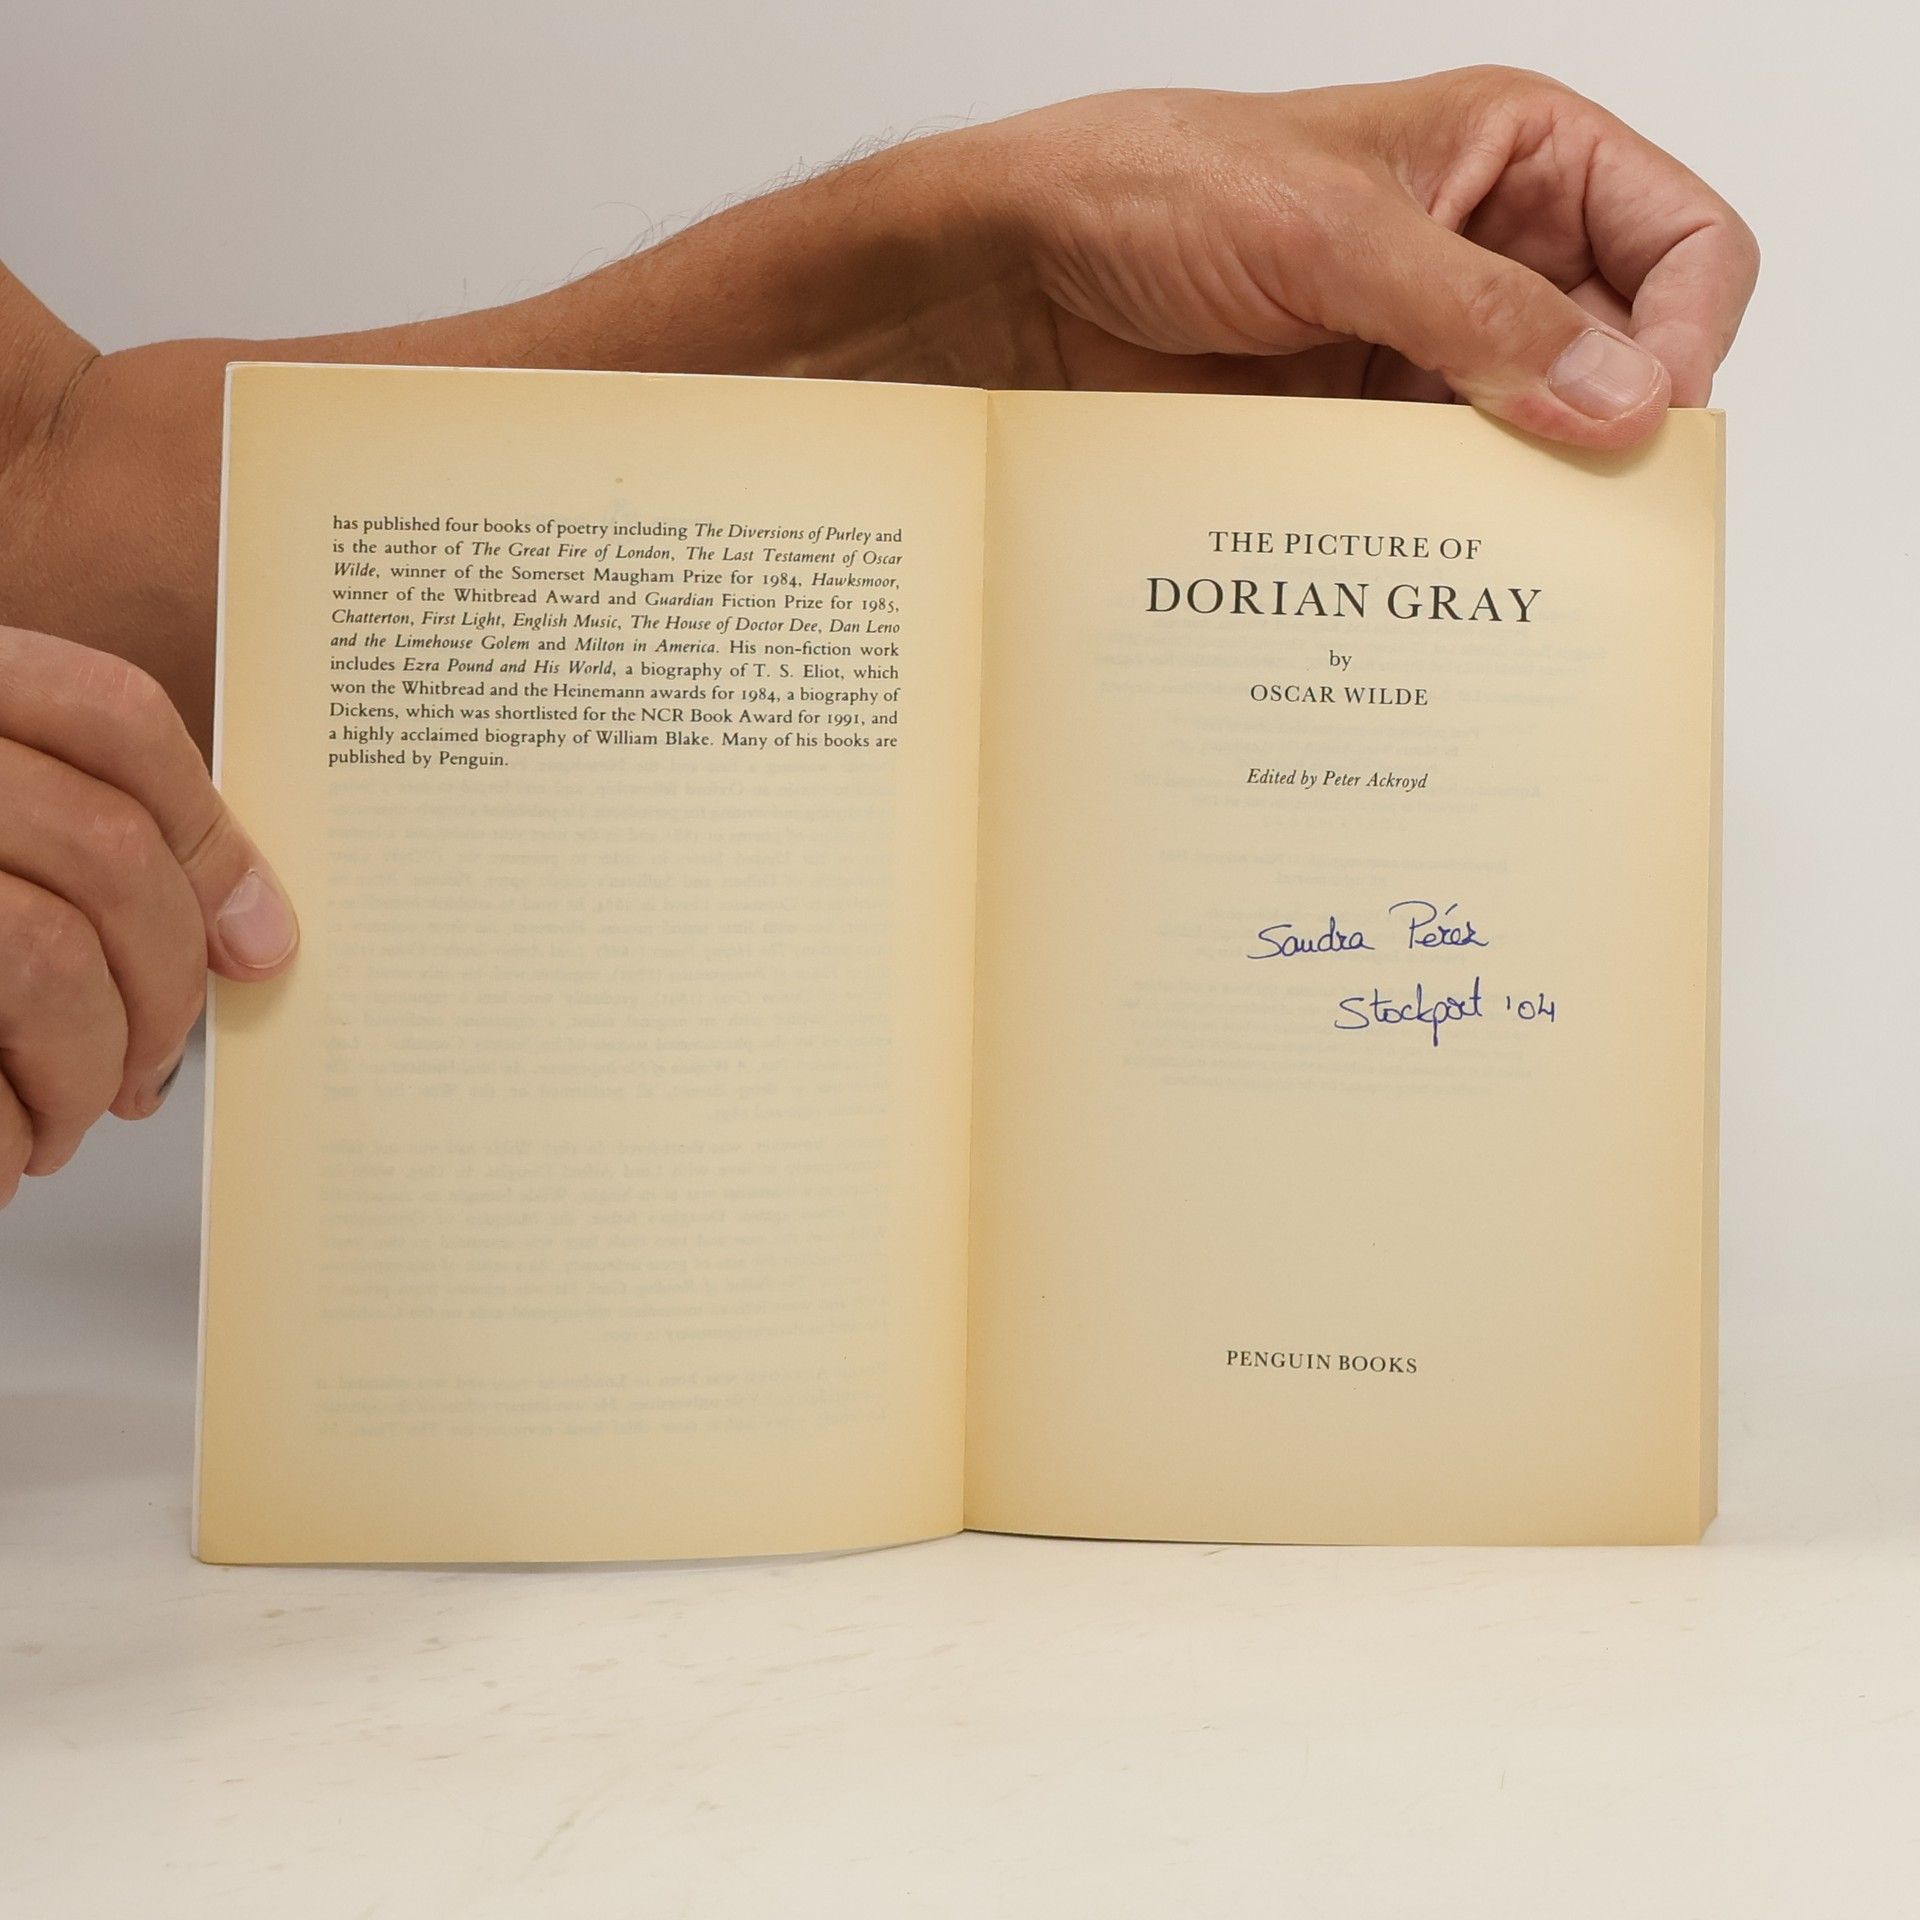 has published four books of poetry including The Diversions of Purley and
is the author of The Great Fire of London, The Last Testament of Oscar
Wilde, winner of the Somerset Maugham Prize for 1984, Hawksmoor,
winner of the Whitbread Award and Guardian Fiction Prize for 1985,
Chatterton, First Light, English Music, The House of Doctor Dee, Dan Leno
and the Limehouse Golem and Milton in America. His non-fiction work
includes Ezra Pound and His World, a biography of T. S. Eliot, which
won the Whitbread and the Heinemann awards for 1984, a biography of
Dickens, which was shortlisted for the NCR Book Award for 1991, and
a highly acclaimed biography of William Blake. Many of his books are
published by Penguin.
THE PICTURE OF
DORIAN GRAY
by
OSCAR WILDE
Edited by Peter Ackroyd
Sandra Pérez
Stockport '04
PENGUIN BOOKS